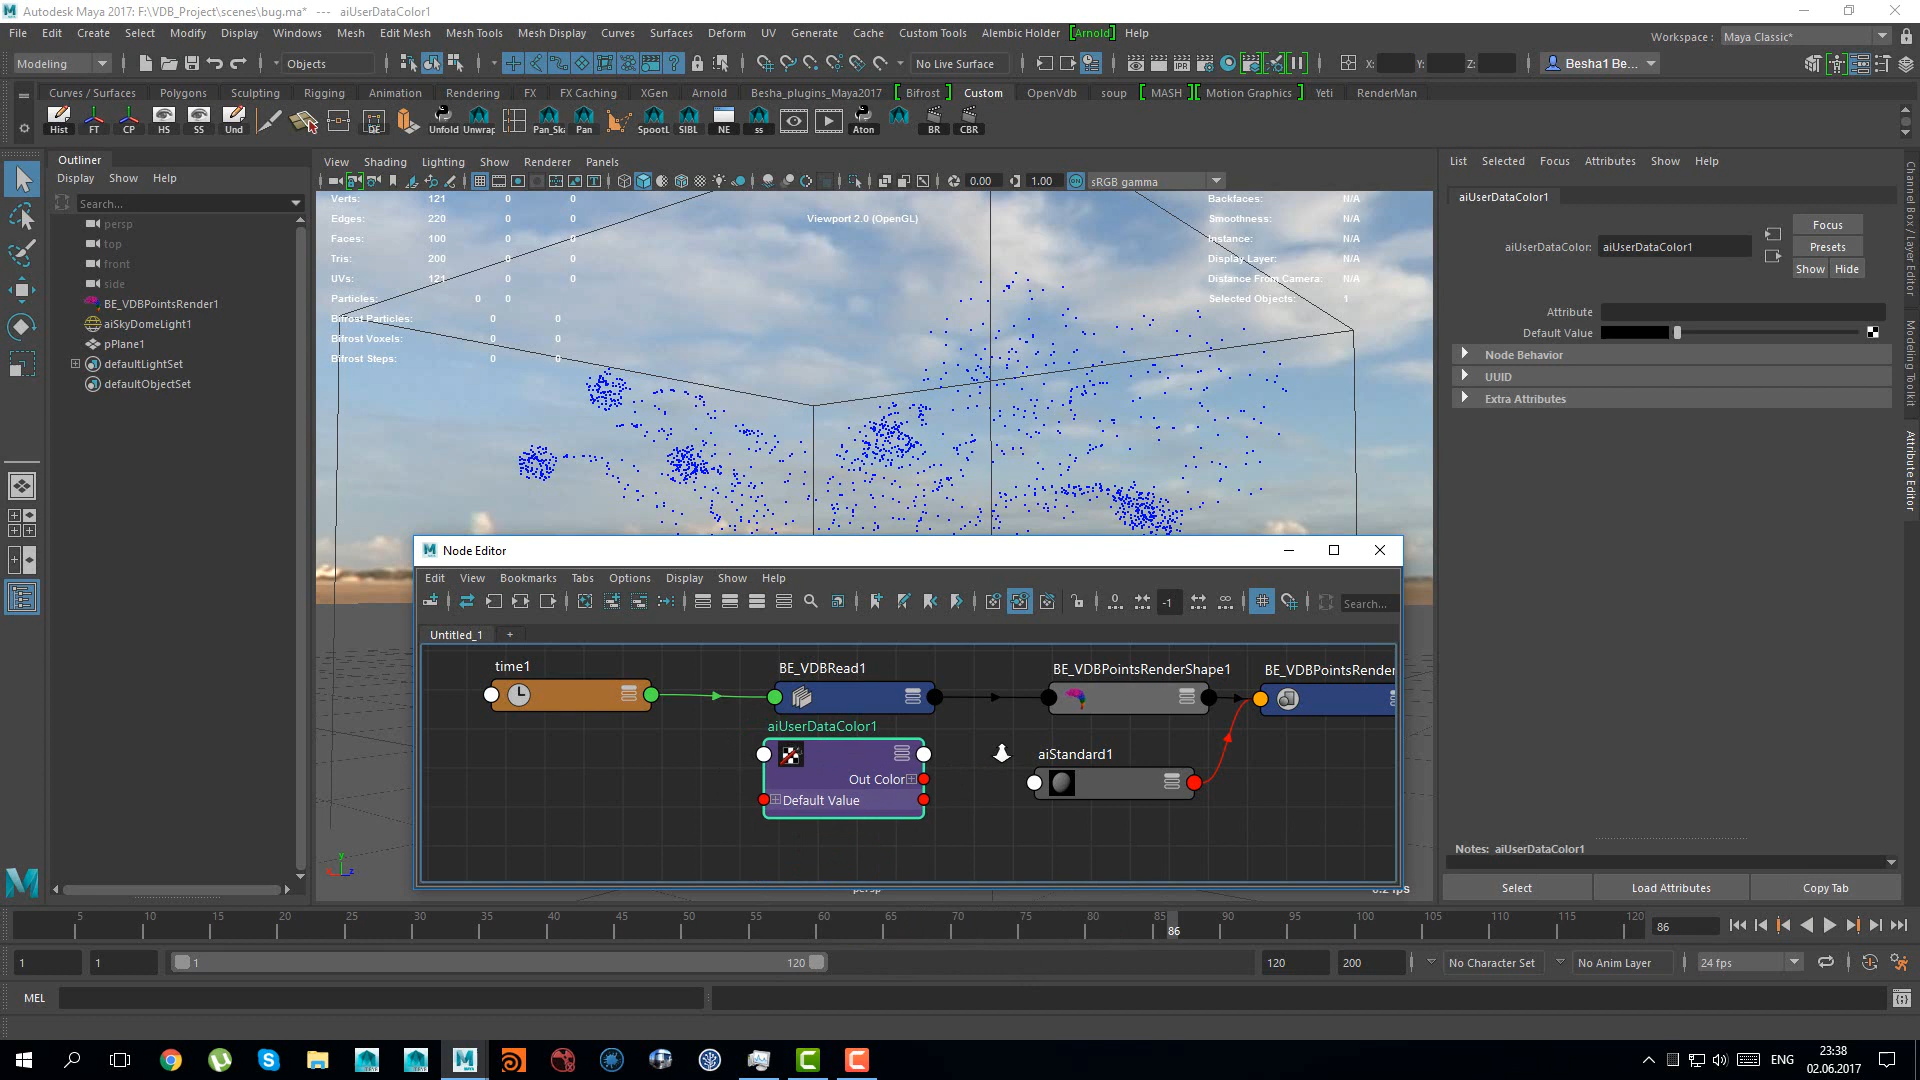 Autodesk Maya 2017: F:\VDB_Project\scenes\bug.ma* --- aiUserDataColor1
File Edit Create Select Modify Display Windows Mesh Edit Mesh Mesh Tools Mesh Display Curves Surfaces Deform UV Generate Cache Custom Tools Alembic Holder [Arnold] Help
Workspace : Maya Classic*
Modeling Objects No Live Surface X: Y: Z: Besha1 Be...
Curves / Surfaces Polygons Sculpting Rigging Animation Rendering FX FX Caching XGen Arnold Besha_plugins_Maya2017 [ Bifrost ] Custom OpenVdb soup [ MASH ] [ Motion Graphics ] Yeti RenderMan
Hist FT CP HS SS Und DE Unfold Unwrap Pan_Ska Pan SpootL SIBL NE ss Aton BR CBR
Outliner
Display Show Help
Search...
persp
top
front
side
BE_VDBPointsRender1
aiSkyDomeLight1
pPlane1
defaultLightSet
defaultObjectSet
View Shading Lighting Show Renderer Panels
0.00 1.00 sRGB gamma
Verts: 121 0 0
Edges: 220 0 0
Faces: 100 0 0
Tris: 200 0 0
UVs: 121 0 0
Particles: 0 0
Bifrost Particles: 0 0
Bifrost Voxels: 0 0
Bifrost Steps: 0 0
Viewport 2.0 (OpenGL)
Backfaces: N/A
Smoothness: N/A
Instance: N/A
Display Layer: N/A
Distance From Camera: N/A
Selected Objects: 1
Node Editor
Edit View Bookmarks Tabs Options Display Show Help
0 -1 Search...
Untitled_1 +
time1
BE_VDBRead1
BE_VDBPointsRenderShape1
BE_VDBPointsRender
aiUserDataColor1
Out Color
Default Value
aiStandard1
persp
List Selected Focus Attributes Show Help
aiUserDataColor1
aiUserDataColor: aiUserDataColor1
Focus
Presets
Show Hide
Attribute
Default Value
Node Behavior
UUID
Extra Attributes
Notes: aiUserDataColor1
Select Load Attributes Copy Tab
Channel Box / Layer Editor
Modeling Toolkit
Attribute Editor
5 10 15 20 25 30 35 40 45 50 55 60 65 70 75 80 85 90 95 100 105 110 115 120
86
86
1 1 1 120 120 200 No Character Set No Anim Layer 24 fps
MEL
ENG
23:38
02.06.2017